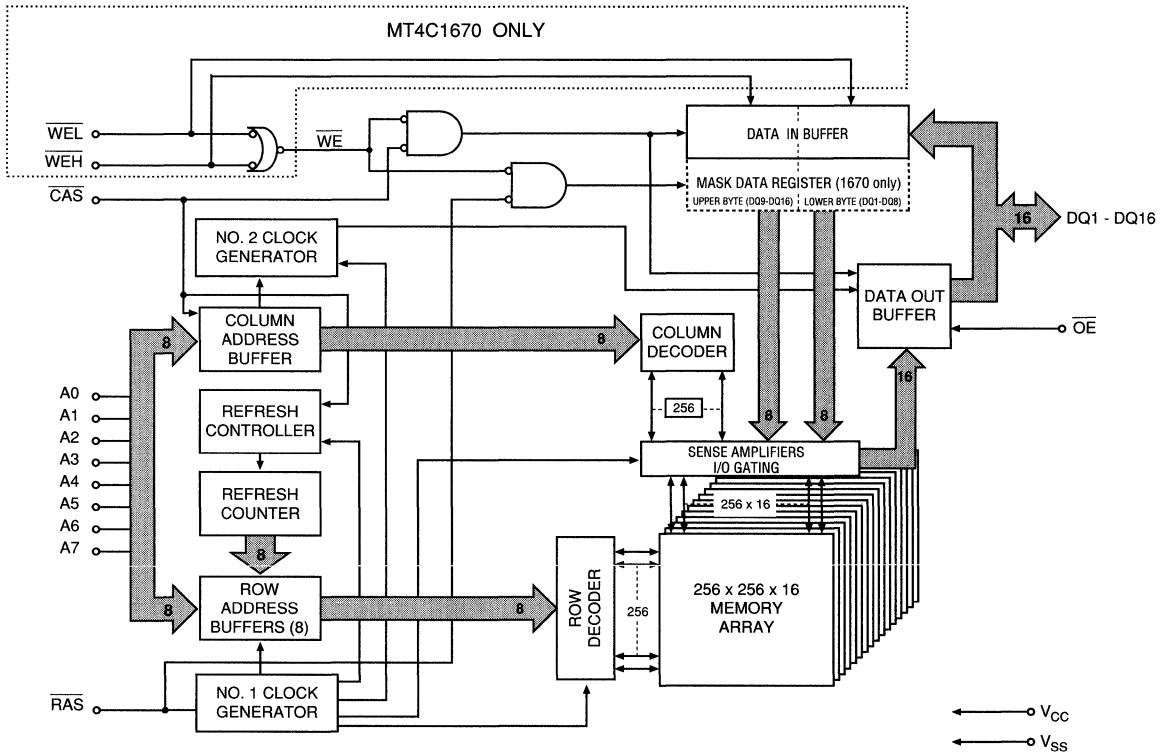 MT4C1670 ONLY
WEL
WEH
WE
CAS
DATA IN BUFFER
MASK DATA REGISTER (1670 only)
UPPER BYTE (DQ9-DQ16)
LOWER BYTE (DQ1-DQ8)
16
DQ1 - DQ16
NO. 2 CLOCK
GENERATOR
DATA OUT
BUFFER
OE
8
COLUMN
ADDRESS
BUFFER
8
COLUMN
DECODER
16
A0
A1
A2
A3
A4
A5
A6
A7
REFRESH
CONTROLLER
256
8
8
SENSE AMPLIFIERS
I/O GATING
REFRESH
COUNTER
256 x 16
8
8
ROW
ADDRESS
BUFFERS (8)
8
ROW
DECODER
256
256 x 256 x 16
MEMORY
ARRAY
RAS
NO. 1 CLOCK
GENERATOR
VCC
VSS